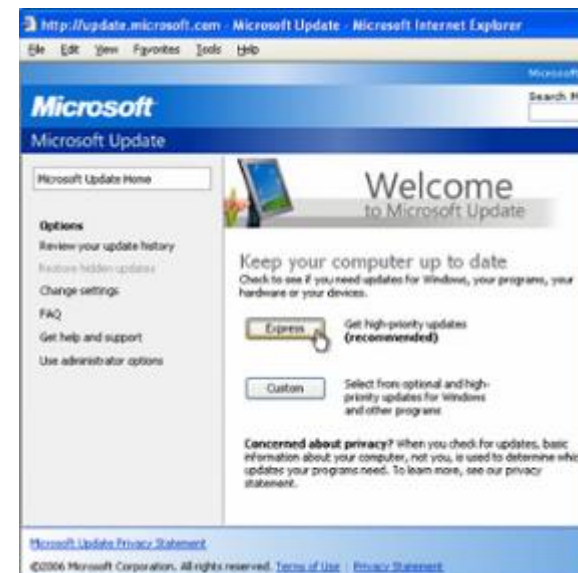 http://update.microsoft.com - Microsoft Update - Microsoft Internet Explorer
File Edit View Favorites Tools Help
Microsoft
Search M
Microsoft
Microsoft Update
Microsoft Update Home
Options
Review your update history
Restore hidden updates
Change settings
FAQ
Get help and support
Use administrator options
Welcome
to Microsoft Update
Keep your computer up to date
Check to see if you need updates for Windows, your programs, your
hardware or your devices.
Express
Get high-priority updates
(recommended)
Custom
Select from optional and high-
priority updates for Windows
and other programs
Concerned about privacy? When you check for updates, basic
information about your computer, not you, is used to determine whic
updates your programs need. To learn more, see our privacy
statement.
Microsoft Update Privacy Statement
©2006 Microsoft Corporation. All rights reserved. Terms of Use | Privacy Statement